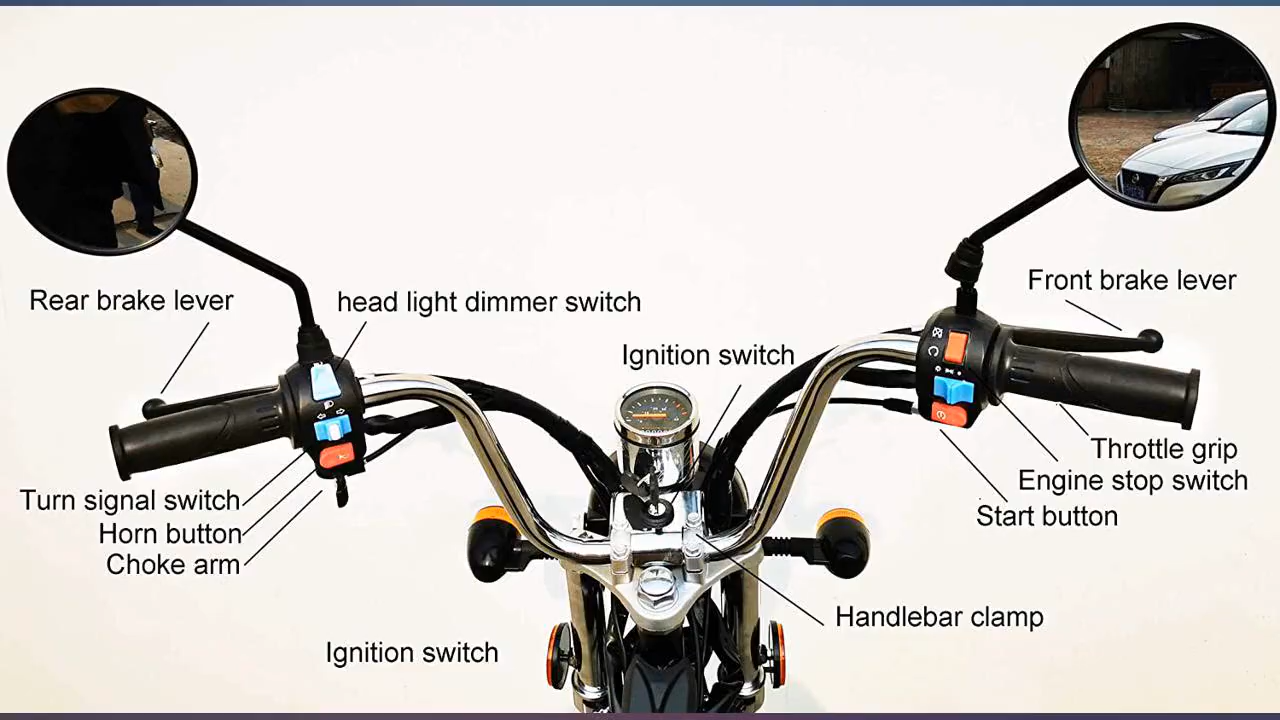 Front brake lever
Rear brake lever
head light dimmer switch
Ignition switch
Throttle grip
Engine stop switch
Turn signal switch
Start button
Horn button
Choke arm
Handlebar clamp
Ignition switch